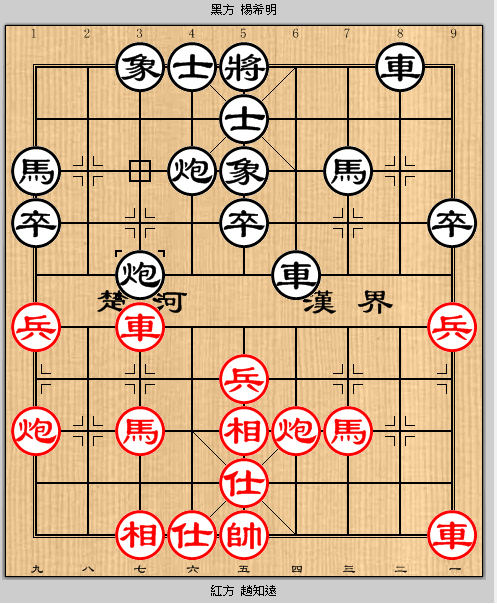 黑方 楊希明
1 2 3 4 5 6 7 8 9
象 士 將 車
士
馬 炮 象 馬
卒 卒 卒
炮 車
楚 河 漢 界
兵 車 兵
兵
炮 馬 相 炮 馬
仕
相 仕 帥 車
九 八 七 六 五 四 三 二 一
紅方 趙知遠